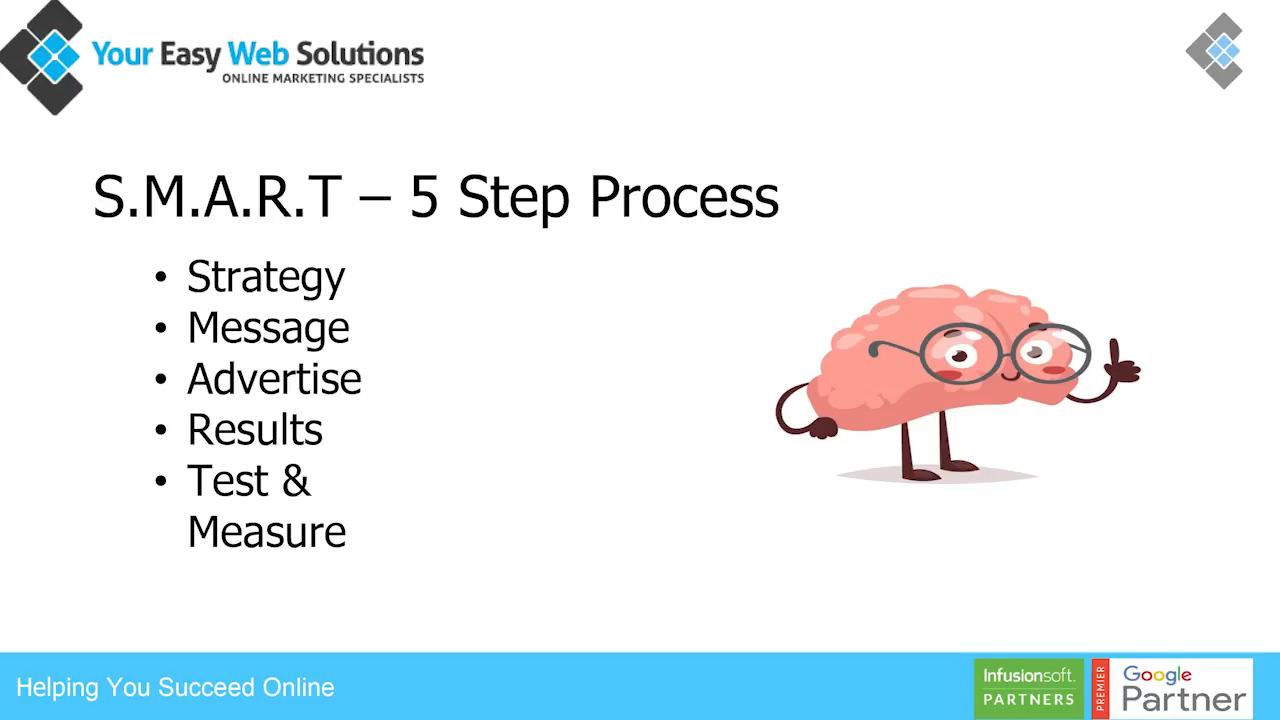 Your Easy Web Solutions
ONLINE MARKETING SPECIALISTS
S.M.A.R.T – 5 Step Process
• Strategy
• Message
• Advertise
• Results
• Test &
Measure
Helping You Succeed Online
Infusionsoft.
PARTNERS
PREMIER
Google
Partner